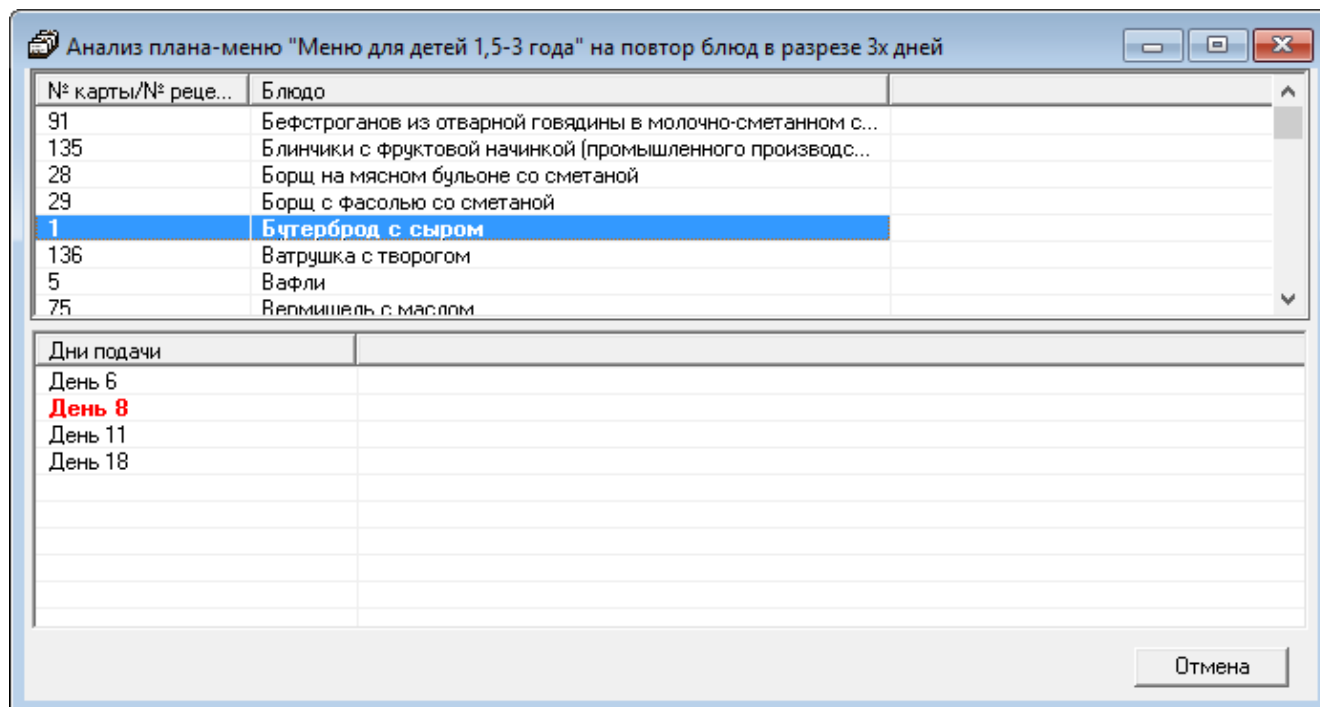 Анализ плана-меню "Меню для детей 1,5-3 года" на повтор блюд в разрезе 3х дней
№ карты/№ реце... Блюдо
91 Бефстроганов из отварной говядины в молочно-сметанном с...
135 Блинчики с фруктовой начинкой (промышленного производс...
28 Борщ на мясном бульоне со сметаной
29 Борщ с фасолью со сметаной
1 Бутерброд с сыром
136 Ватрушка с творогом
5 Вафли
75 Вермишель с маслом
Дни подачи
День 6
День 8
День 11
День 18
Отмена